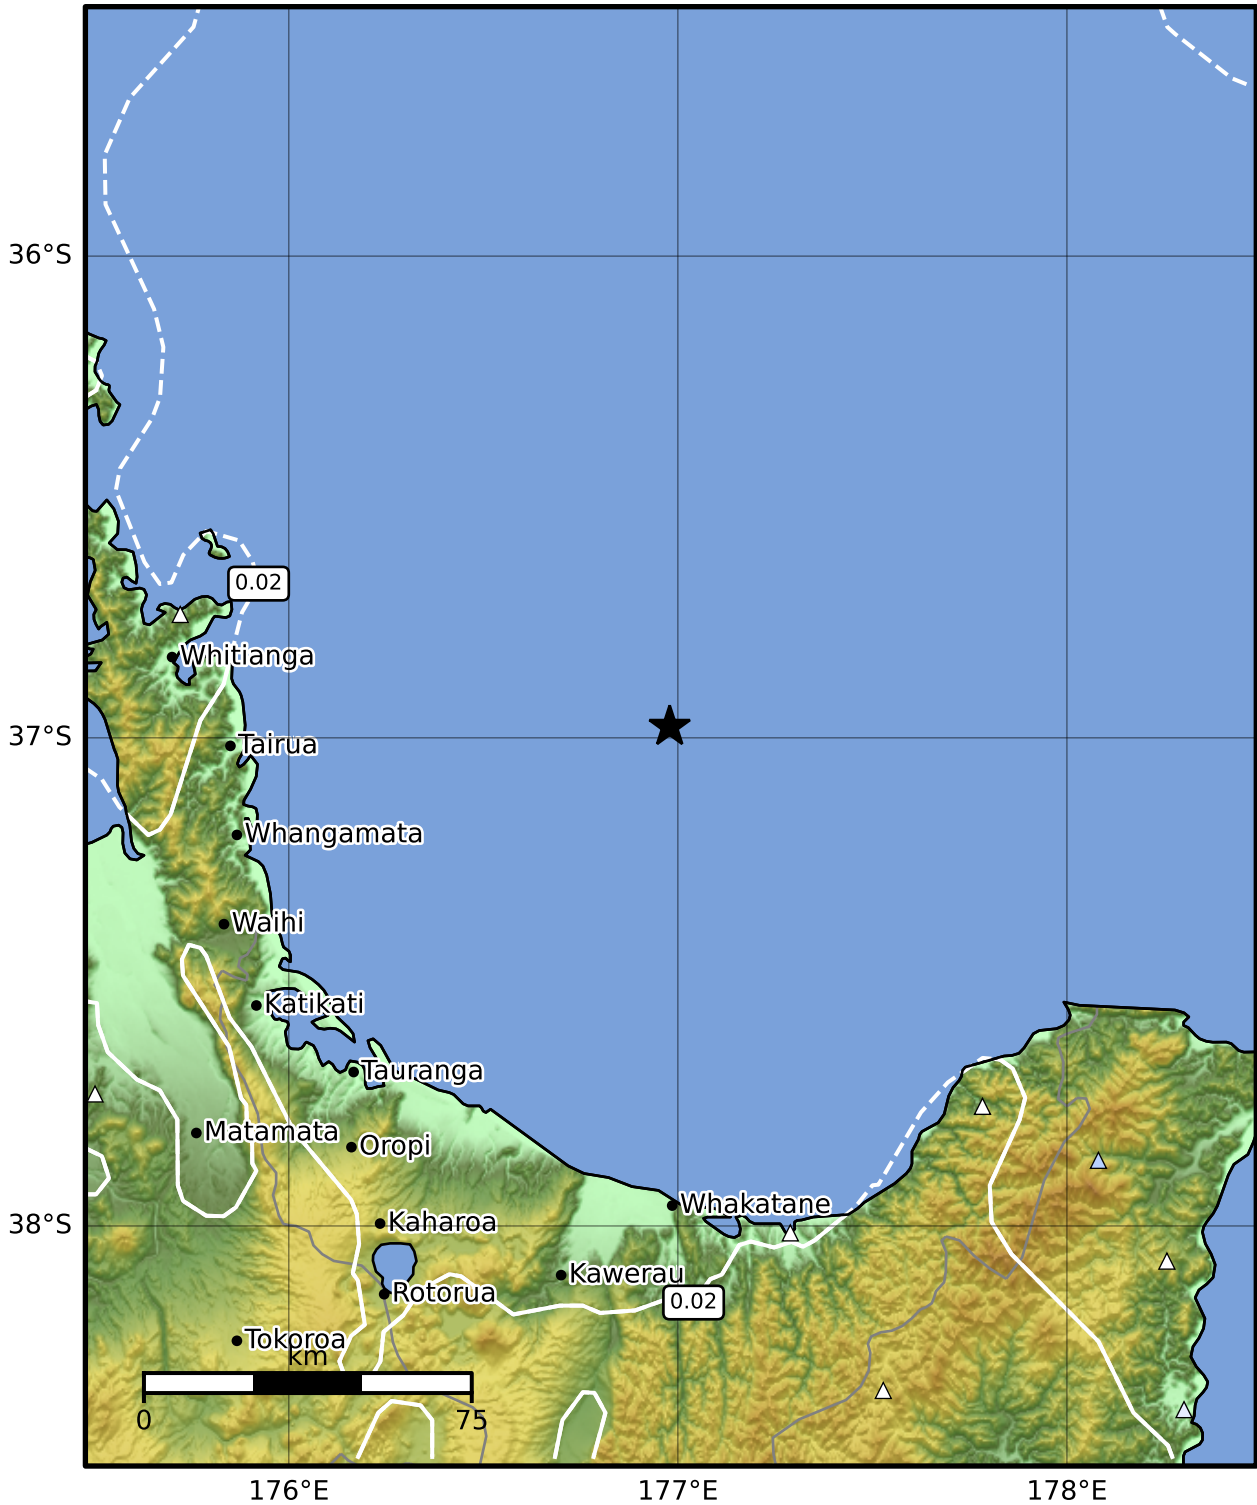 36°S
0.02
Whitianga
37°S
Tairua
Whangamata
Waihi
Katikati
Tauranga
Matamata
Oropi
Whakatane
38°S
Kaharoa
Kawerau
Rotorua
0.02
Tokoroa
km
0
75
176°E
177°E
178°E